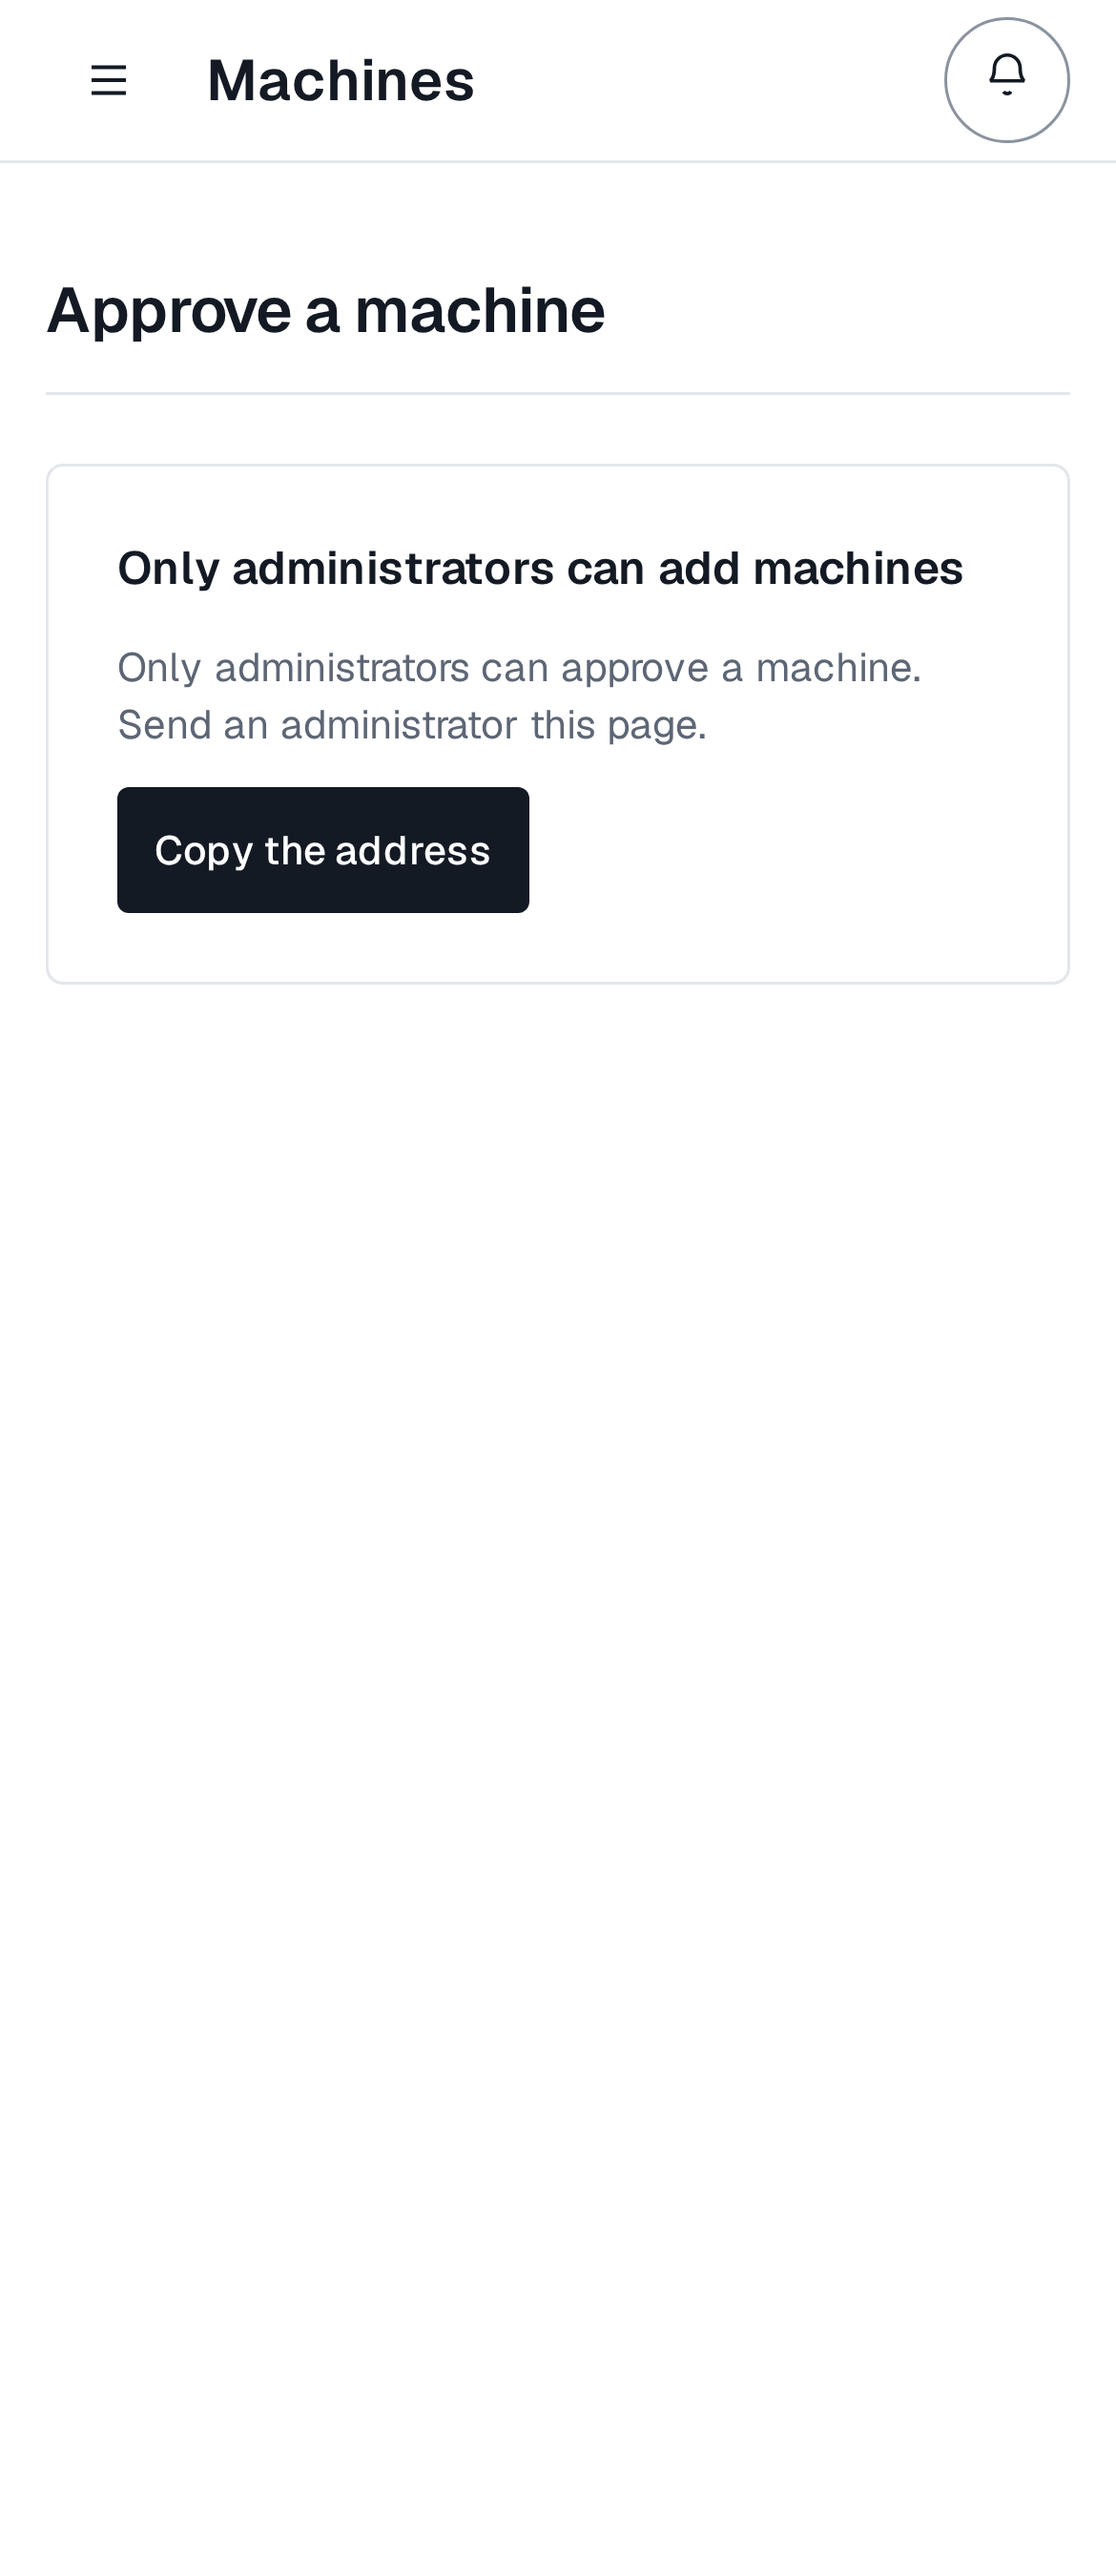 Machines
Approve a machine
Only administrators can add machines
Only administrators can approve a machine.
Send an administrator this page.
Copy the address